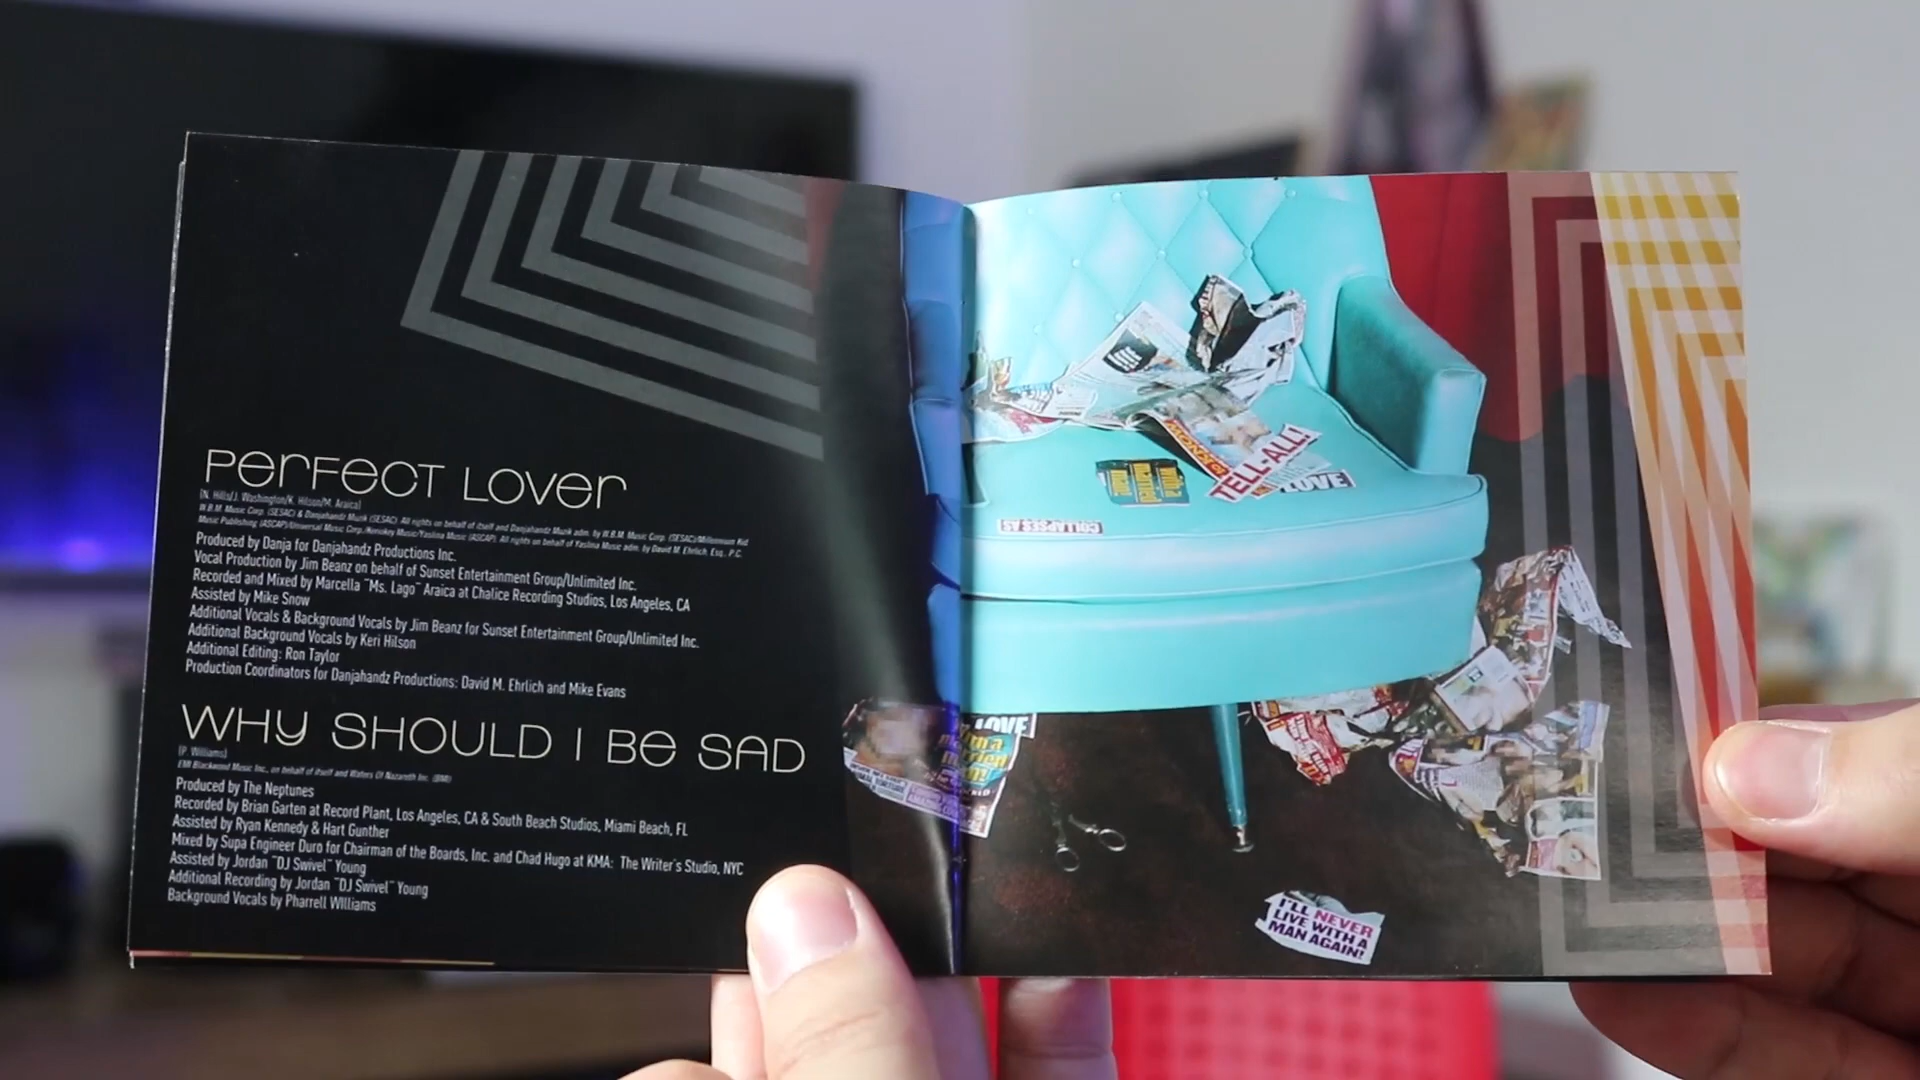 PERFECT LOVER
(N. Hills/J. Washington/K. Hilson/M. Araica)
W.B.M. Music Corp. (SESAC) & Danjahandz Muzik (SESAC) All rights on behalf of itself and Danjahandz Muzik adm. by W.B.M. Music Corp. (SESAC)/Millennium Kid
Music Publishing (ASCAP)/Universal Music Corp./Keriokey Music/Yaslina Music (ASCAP). All rights on behalf of Yaslina Music adm. by David M. Ehrlich, Esq., P.C.
Produced by Danja for Danjahandz Productions Inc.
Vocal Production by Jim Beanz on behalf of Sunset Entertainment Group/Unlimited Inc.
Recorded and Mixed by Marcella "Ms. Lago" Araica at Chalice Recording Studios, Los Angeles, CA
Assisted by Mike Snow
Additional Vocals & Background Vocals by Jim Beanz for Sunset Entertainment Group/Unlimited Inc.
Additional Background Vocals by Keri Hilson
Additional Editing: Ron Taylor
Production Coordinators for Danjahandz Productions: David M. Ehrlich and Mike Evans
WHY SHOULD I BE SAD
(P. Williams)
EMI Blackwood Music Inc., on behalf of itself and Waters Of Nazareth Inc. (BMI)
Produced by The Neptunes
Recorded by Brian Garten at Record Plant, Los Angeles, CA & South Beach Studios, Miami Beach, FL
Assisted by Ryan Kennedy & Hart Gunther
Mixed by Supa Engineer Duro for Chairman of the Boards, Inc. and Chad Hugo at KMA: The Writer's Studio, NYC
Assisted by Jordan "DJ Swivel" Young
Additional Recording by Jordan "DJ Swivel" Young
Background Vocals by Pharrell Williams
KNOW
TELL-ALL!
LOVE
with a
married
man
COLLAPSES AS
LOVE
with a
married
man!
I'LL NEVER
LIVE WITH A
MAN AGAIN!